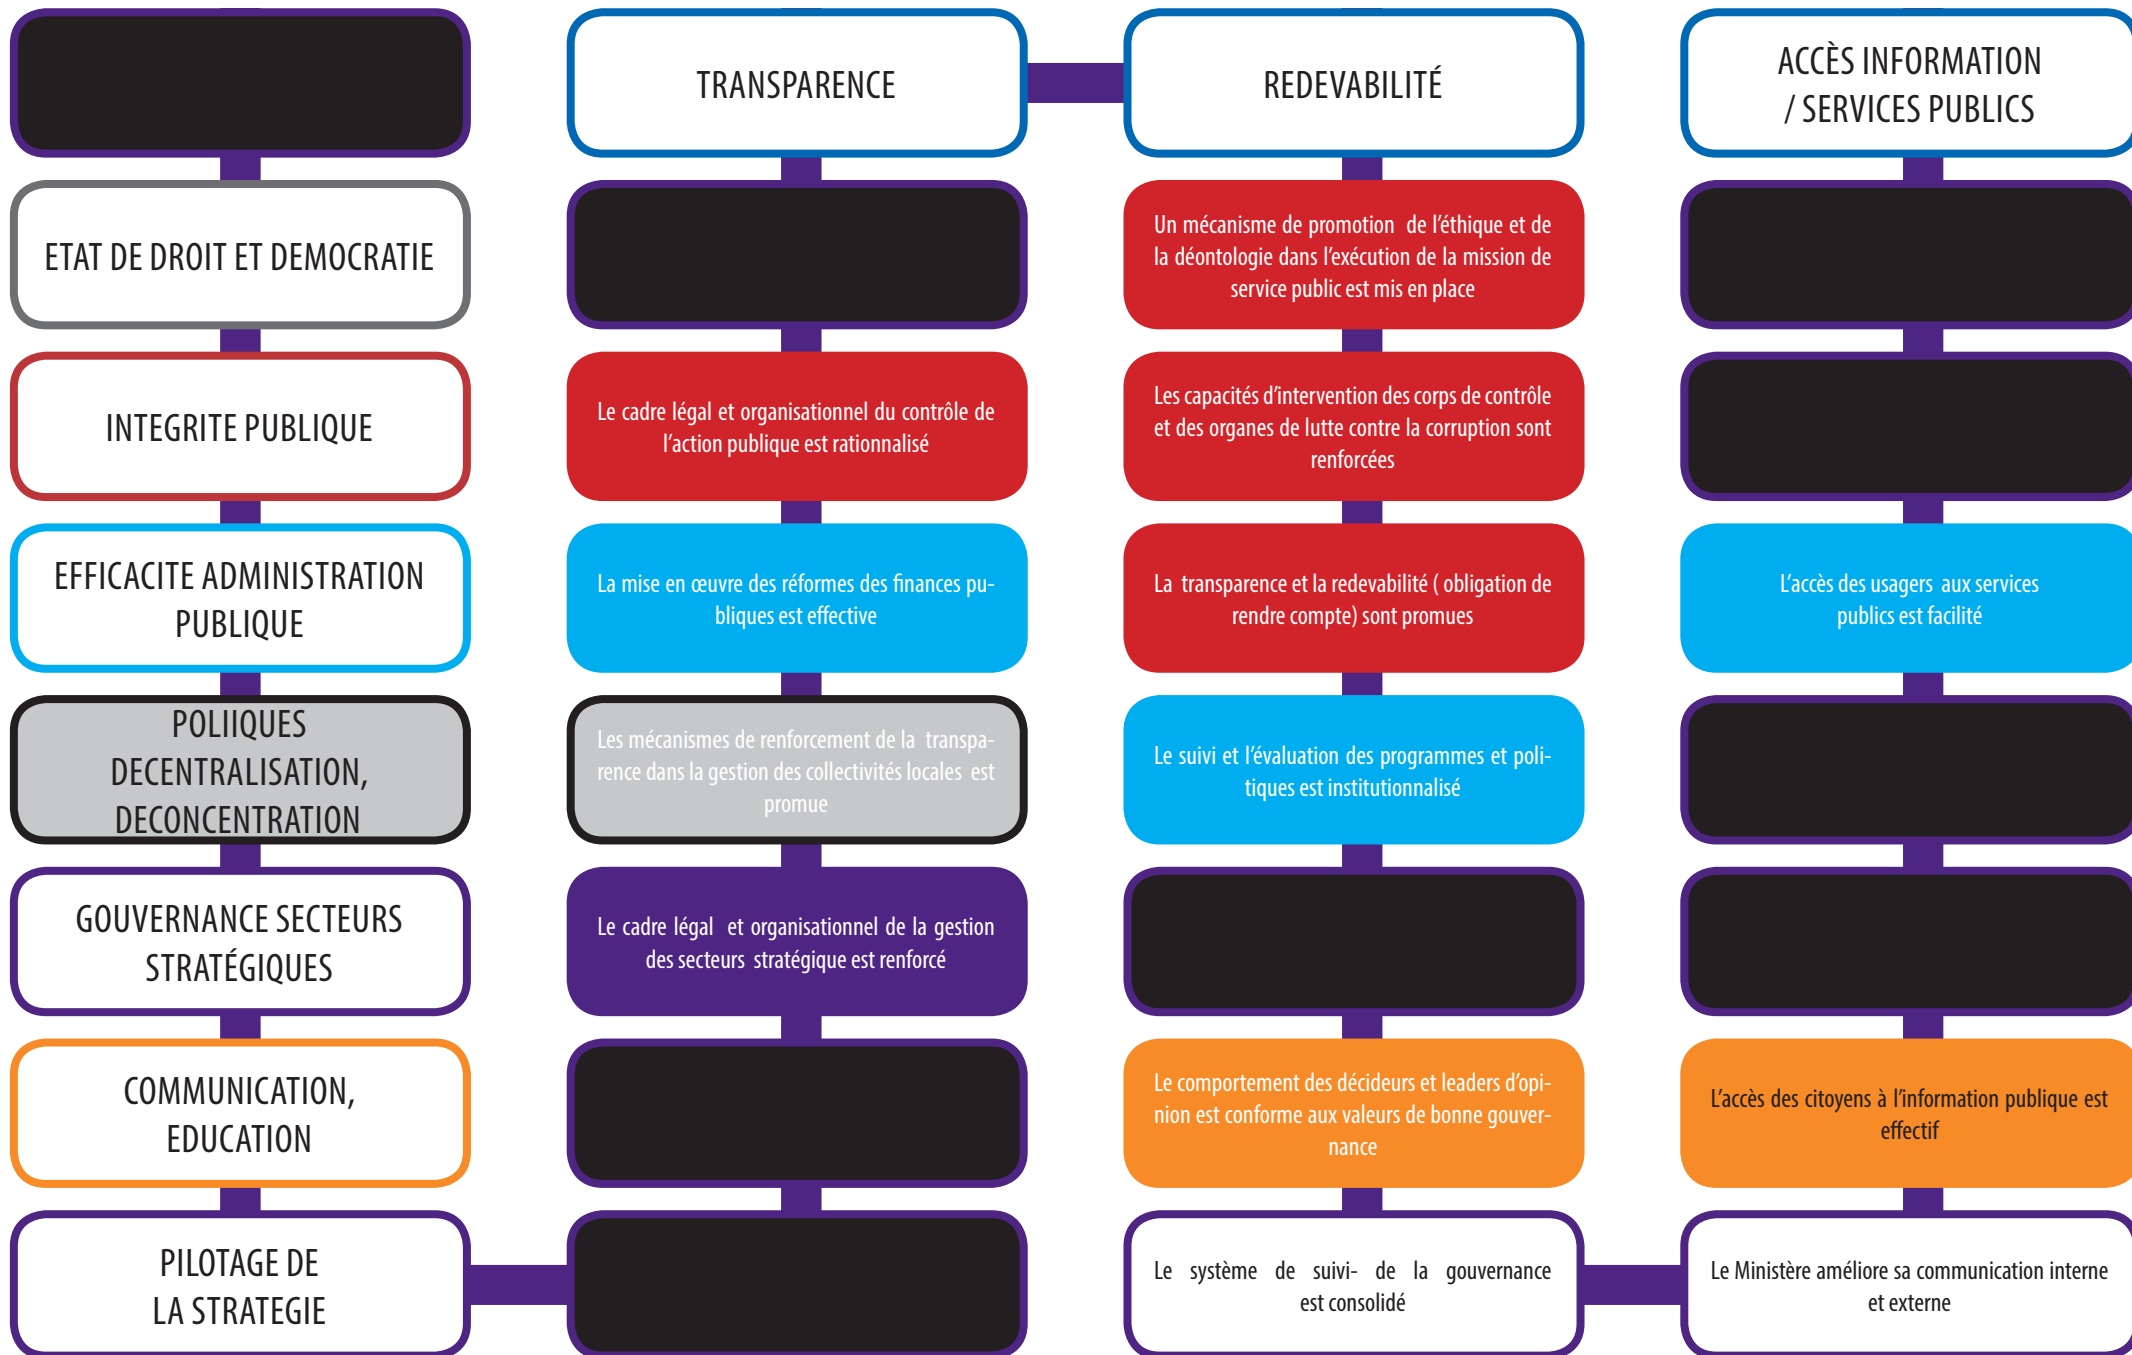 TRANSPARENCE
REDEVABILITÉ
ACCÈS INFORMATION
/ SERVICES PUBLICS
ETAT DE DROIT ET DEMOCRATIE
Un mécanisme de promotion de l'éthique et de
la déontologie dans l'exécution de la mission de
service public est mis en place
INTEGRITE PUBLIQUE
Le cadre légal et organisationnel du contrôle de
l'action publique est rationnalisé
Les capacités d'intervention des corps de contrôle
et des organes de lutte contre la corruption sont
renforcées
EFFICACITE ADMINISTRATION
PUBLIQUE
La mise en œuvre des réformes des finances pu-
bliques est effective
La transparence et la redevabilité ( obligation de
rendre compte) sont promues
L'accès des usagers aux services
publics est facilité
POLIIQUES
DECENTRALISATION,
DECONCENTRATION
Les mécanismes de renforcement de la transpa-
rence dans la gestion des collectivités locales est
promue
Le suivi et l'évaluation des programmes et poli-
tiques est institutionnalisé
GOUVERNANCE SECTEURS
STRATÉGIQUES
Le cadre légal et organisationnel de la gestion
des secteurs stratégique est renforcé
COMMUNICATION,
EDUCATION
Le comportement des décideurs et leaders d'opi-
nion est conforme aux valeurs de bonne gouver-
nance
L'accès des citoyens à l'information publique est
effectif
PILOTAGE DE
LA STRATEGIE
Le système de suivi- de la gouvernance
est consolidé
Le Ministère améliore sa communication interne
et externe